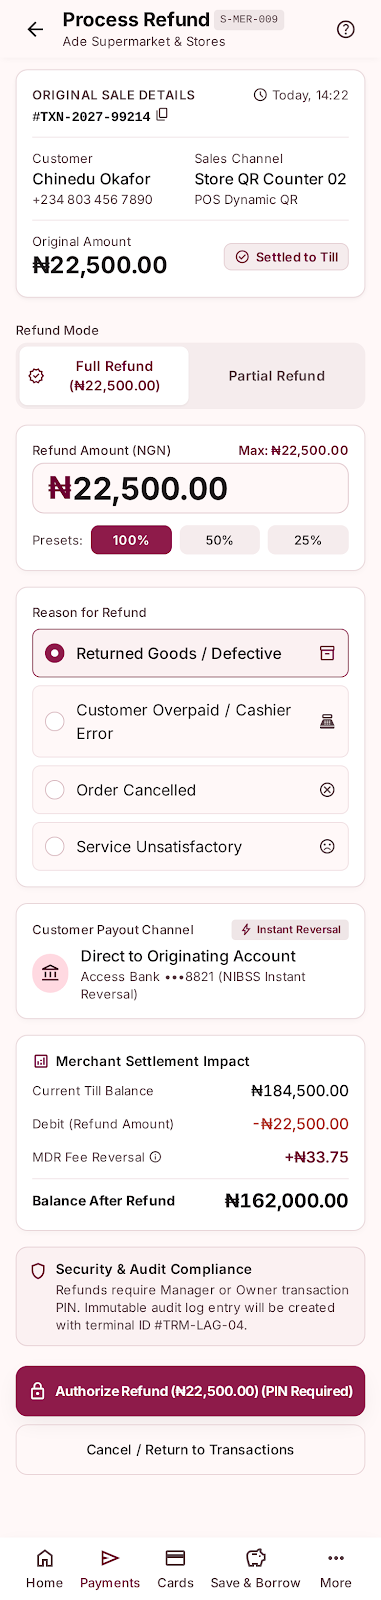 Process Refund S-MER-009
Ade Supermarket & Stores
ORIGINAL SALE DETAILS Today, 14:22
#TXN-2027-99214
Customer Sales Channel
Chinedu Okafor Store QR Counter 02
+234 803 456 7890 POS Dynamic QR
Original Amount
₦22,500.00 Settled to Till
Refund Mode
Full Refund
(₦22,500.00)
Partial Refund
Refund Amount (NGN) Max: ₦22,500.00
₦22,500.00
Presets: 100% 50% 25%
Reason for Refund
Returned Goods / Defective
Customer Overpaid / Cashier
Error
Order Cancelled
Service Unsatisfactory
Customer Payout Channel Instant Reversal
Direct to Originating Account
Access Bank •••8821 (NIBSS Instant
Reversal)
Merchant Settlement Impact
Current Till Balance ₦184,500.00
Debit (Refund Amount) -₦22,500.00
MDR Fee Reversal +₦33.75
Balance After Refund ₦162,000.00
Security & Audit Compliance
Refunds require Manager or Owner transaction
PIN. Immutable audit log entry will be created
with terminal ID #TRM-LAG-04.
Authorize Refund (₦22,500.00) (PIN Required)
Cancel / Return to Transactions
Home Payments Cards Save & Borrow More